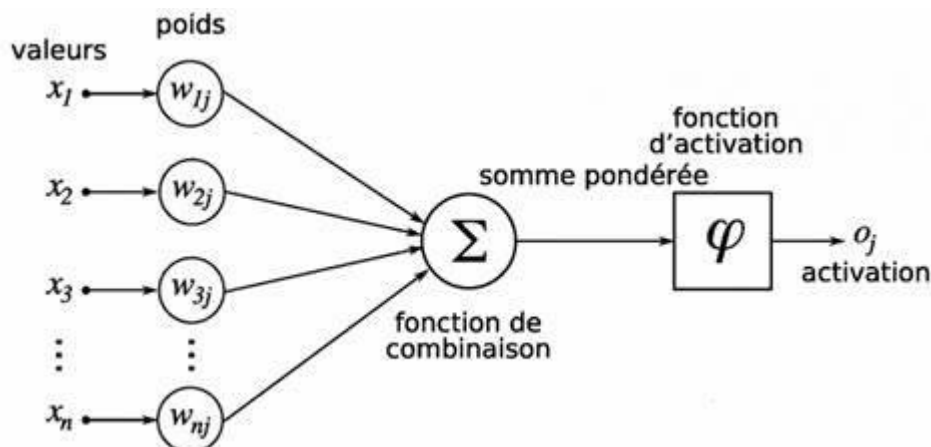 poids
valeurs
x1
w1j
x2
w2j
x3
w3j
xn
wnj
Σ
fonction de
combinaison
somme pondérée
fonction
d'activation
φ
oj
activation